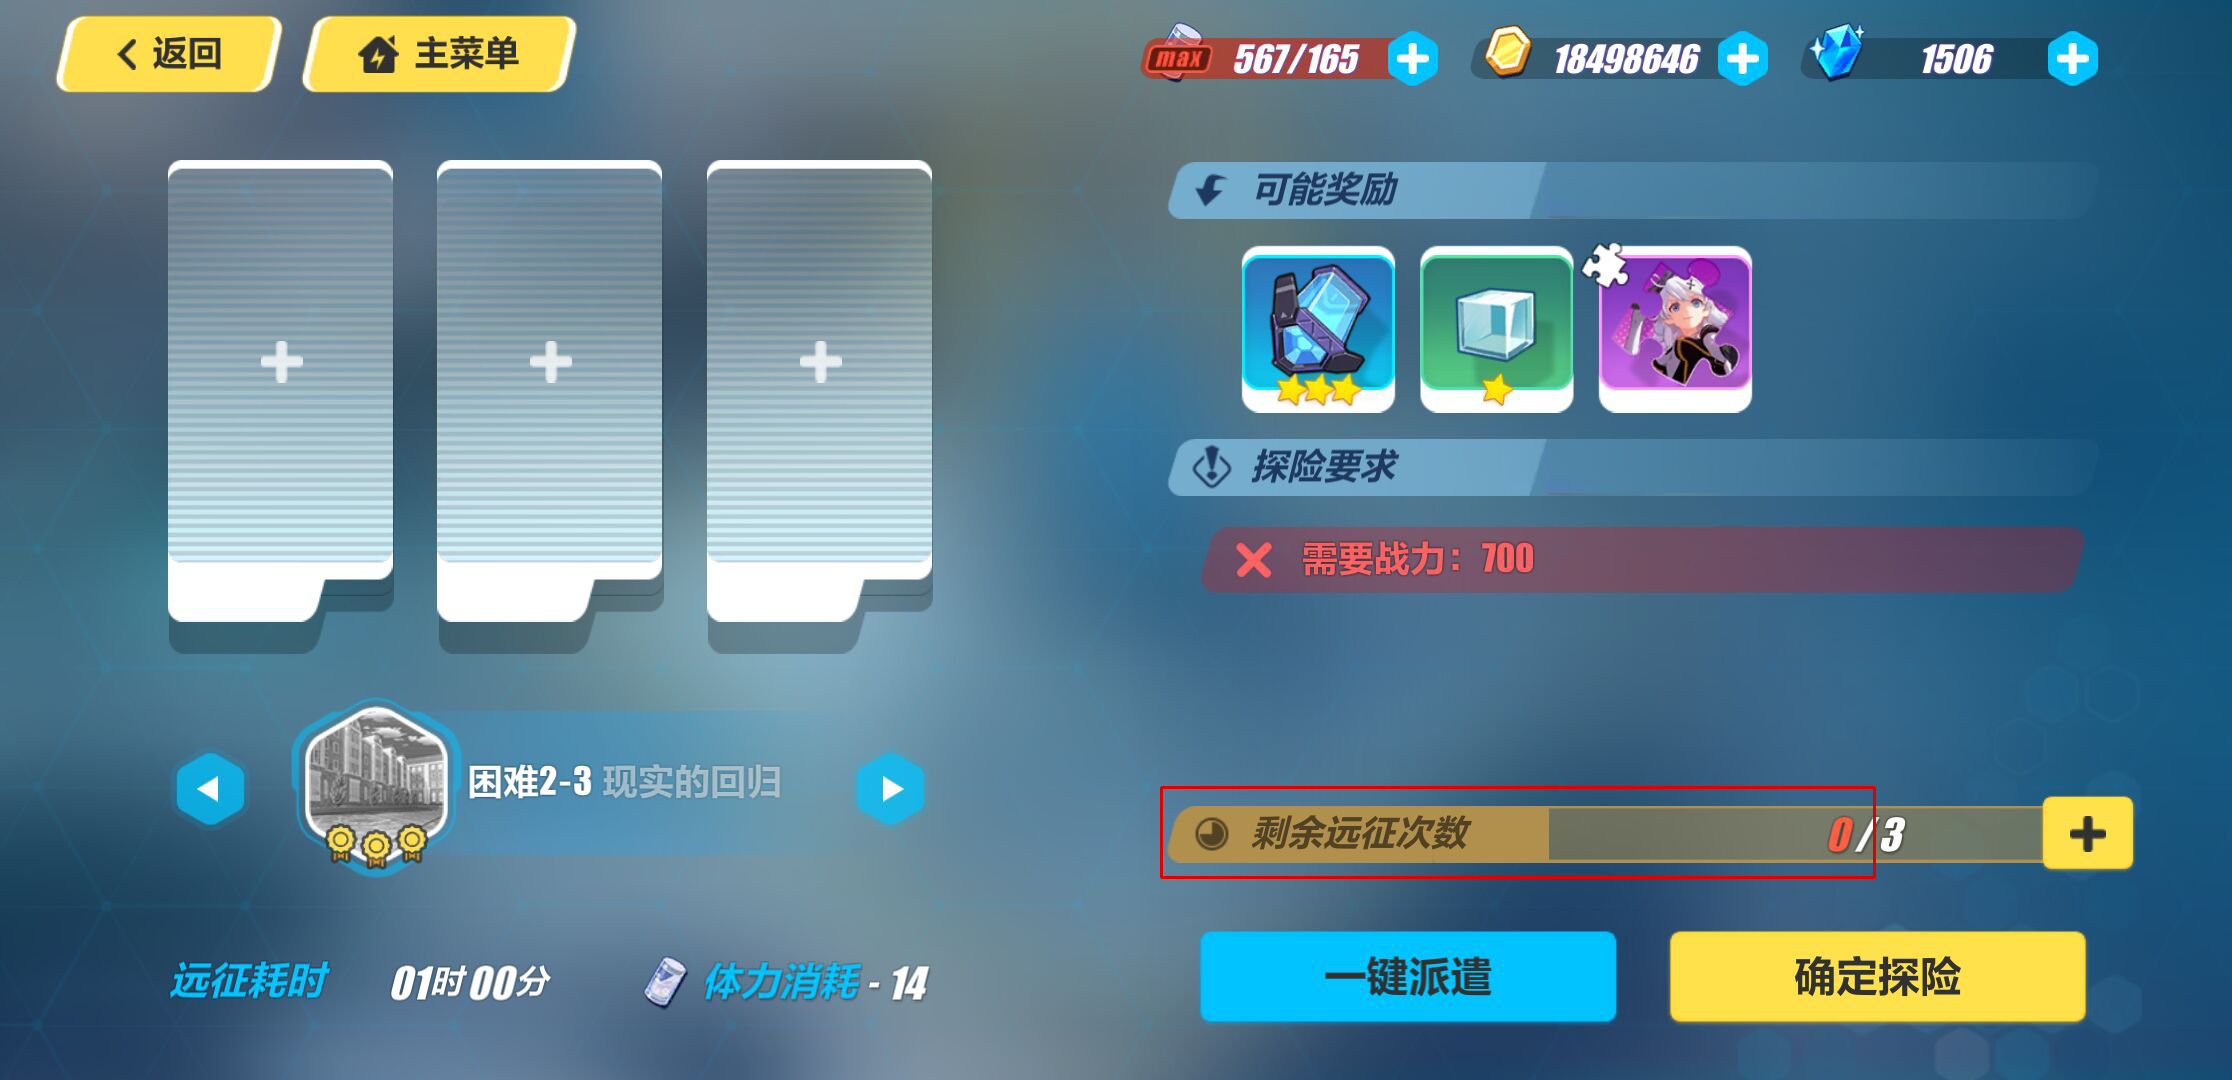 返回
主菜单
max
567/165
18498646
1506
可能奖励
探险要求
需要战力：700
困难2-3 现实的回归
剩余远征次数
0/3
远征耗时
01时00分
体力消耗 - 14
一键派遣
确定探险